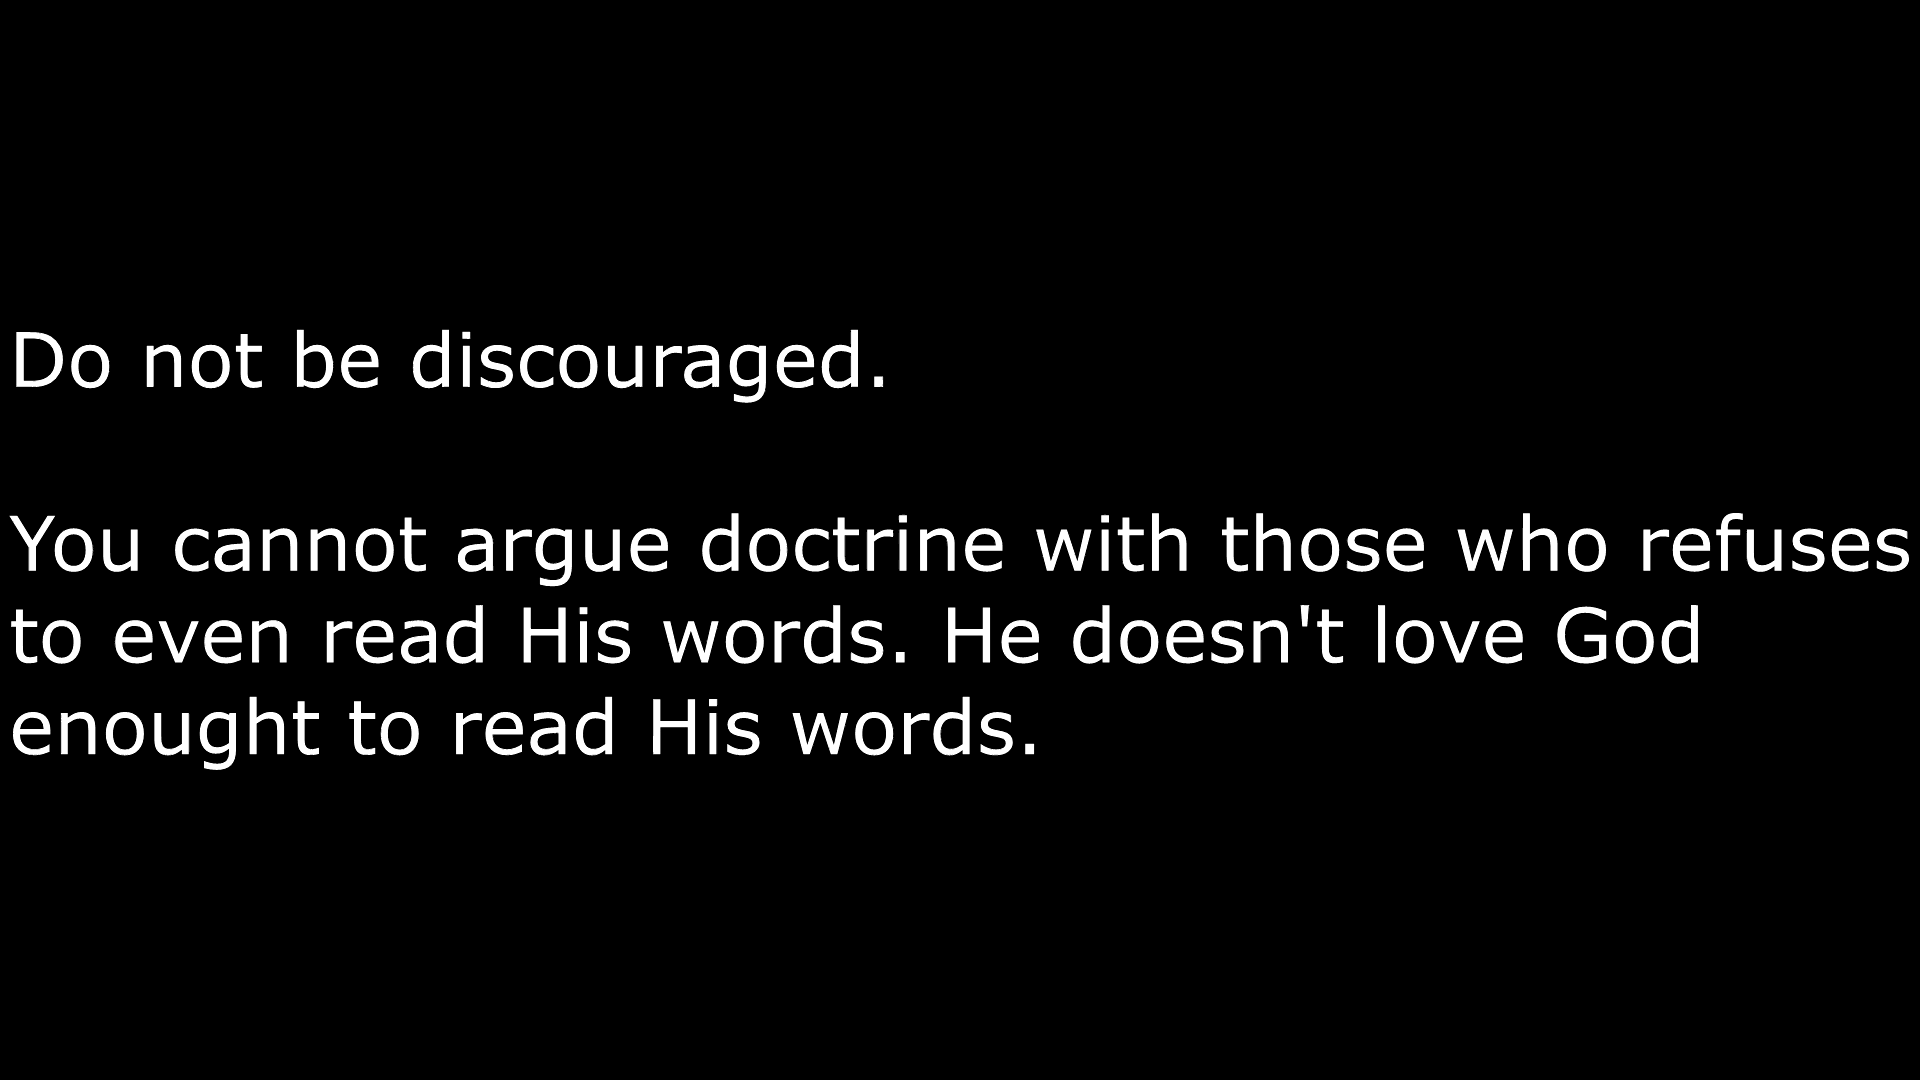 Do not be discouraged.
You cannot argue doctrine with those who refuses
to even read His words. He doesn't love God
enought to read His words.